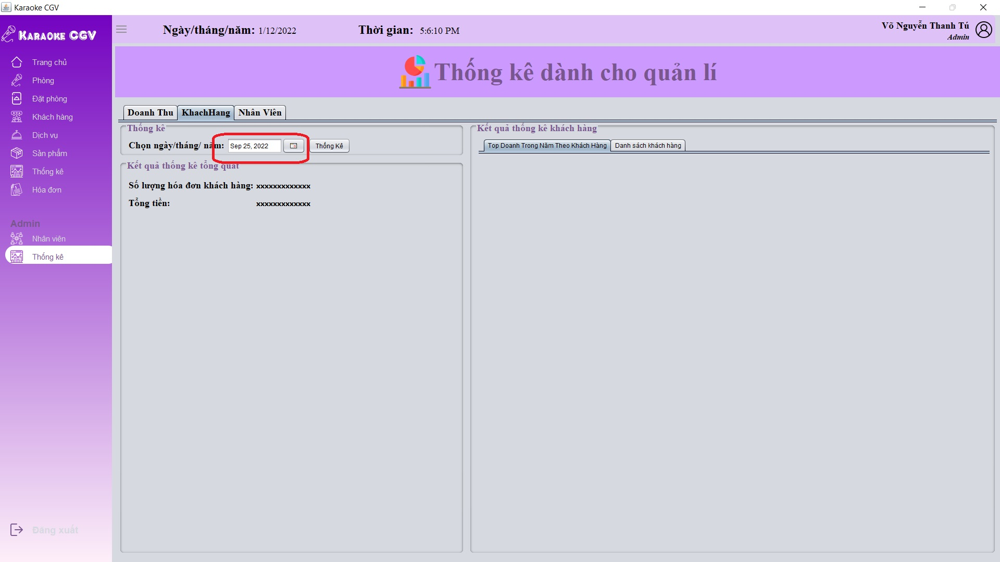 Karaoke CGV
KARAOKE CGV
Ngày/tháng/năm: 1/12/2022
Thời gian: 5:6:10 PM
Võ Nguyễn Thanh Tú
Admin
Trang chủ
Phòng
Đặt phòng
Khách hàng
Dịch vụ
Sản phẩm
Thống kê
Hóa đơn
Admin
Nhân viên
Thống kê
Đăng xuất
Thống kê dành cho quản lí
Doanh Thu KhachHang Nhân Viên
Thống kê
Chọn ngày/tháng/ năm: Sep 25, 2022 Thống Kê
Kết quả thống kê tổng quát
Số lượng hóa đơn khách hàng: xxxxxxxxxxxxx
Tổng tiền: xxxxxxxxxxxxx
Kết quả thống kê khách hàng
Top Doanh Trong Năm Theo Khách Hàng Danh sách khách hàng